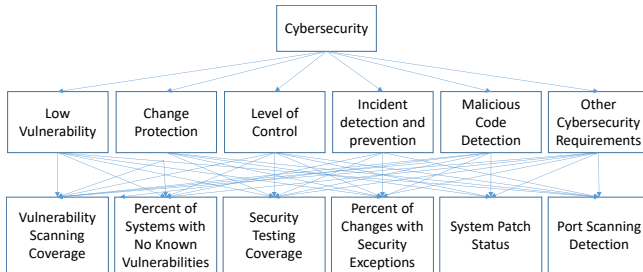 Cybersecurity
Low
Vulnerability
Change
Protection
Level of
Control
Incident
detection and
prevention
Malicious
Code
Detection
Other
Cybersecurity
Requirements
Vulnerability
Scanning
Coverage
Percent of
Systems with
No Known
Vulnerabilities
Security
Testing
Coverage
Percent of
Changes with
Security
Exceptions
System Patch
Status
Port Scanning
Detection